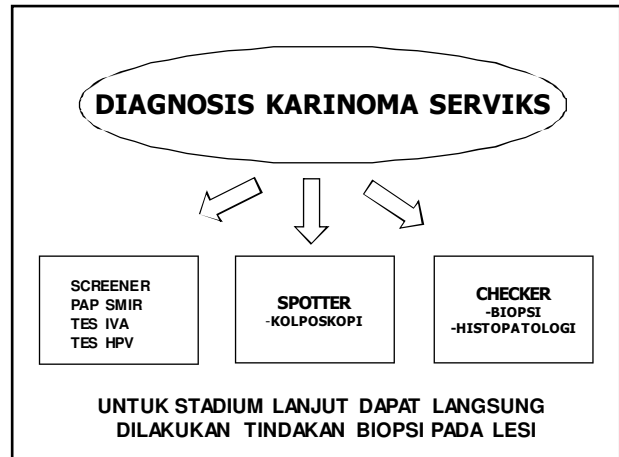 DIAGNOSIS KARINOMA SERVIKS
SCREENER
PAP SMIR
TES IVA
TES HPV
SPOTTER
-KOLPOSKOPI
CHECKER
-BIOPSI
-HISTOPATOLOGI
UNTUK STADIUM LANJUT DAPAT LANGSUNG
DILAKUKAN TINDAKAN BIOPSI PADA LESI